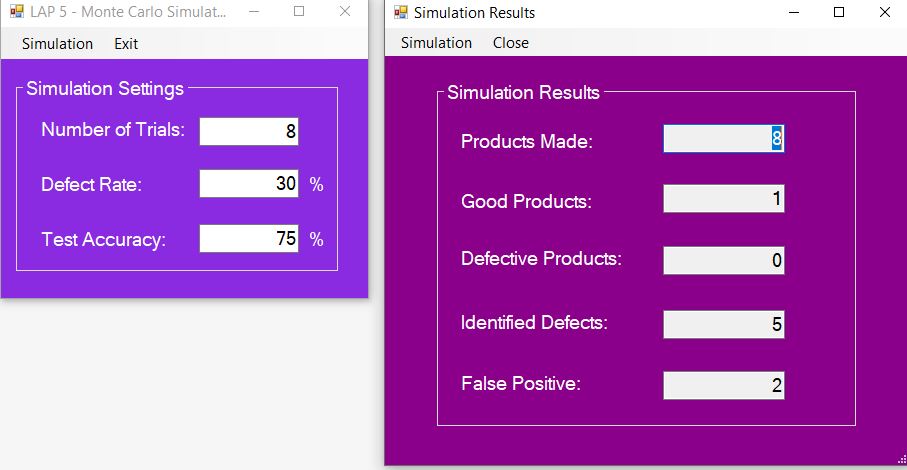 LAP 5 - Monte Carlo Simulat...
Simulation Exit
Simulation Settings
Number of Trials: 8
Defect Rate: 30 %
Test Accuracy: 75 %
Simulation Results
Simulation Close
Simulation Results
Products Made: 8
Good Products: 1
Defective Products: 0
Identified Defects: 5
False Positive: 2